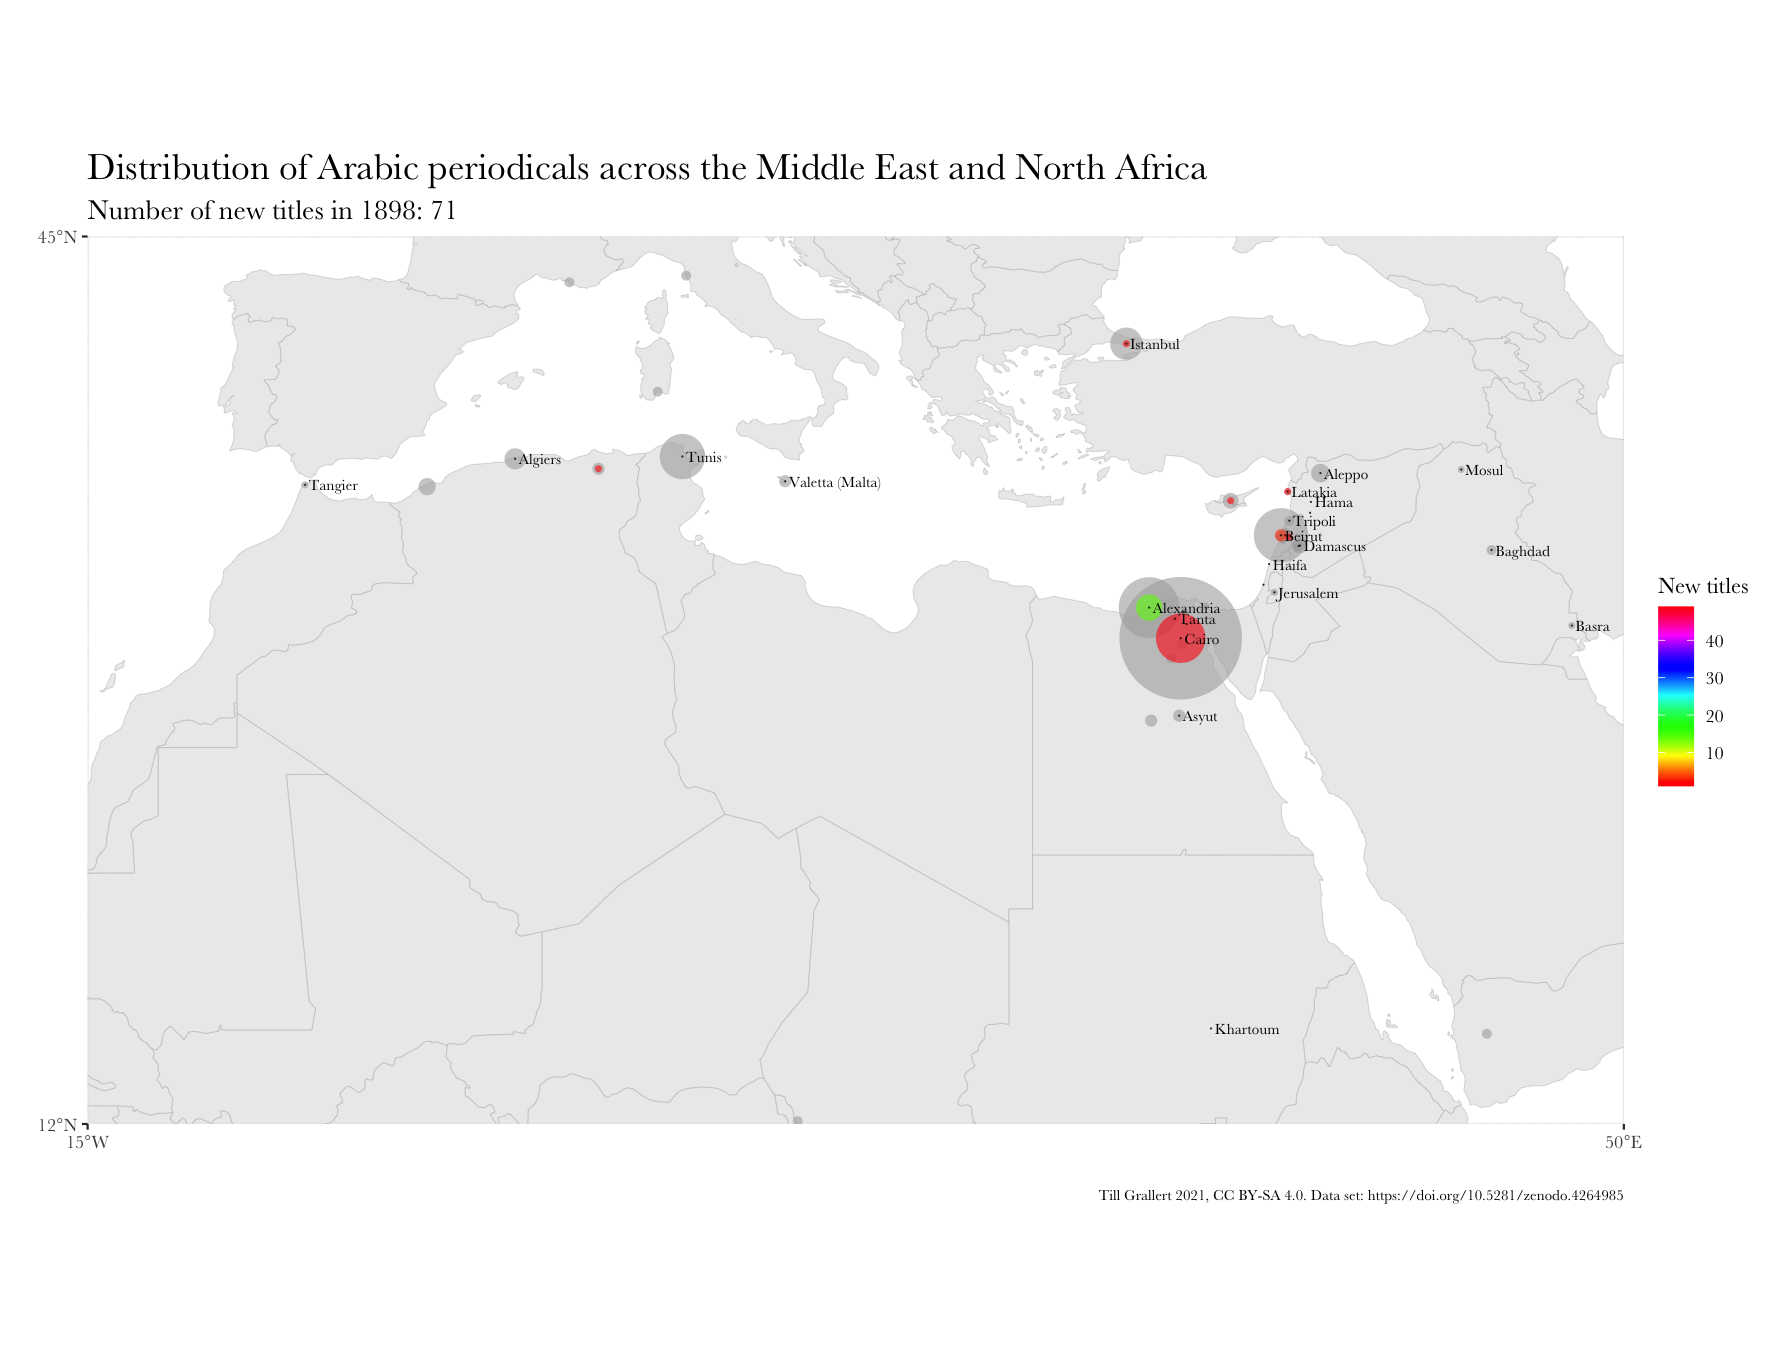 Distribution of Arabic periodicals across the Middle East and North Africa
Number of new titles in 1898: 71
45°N
Istanbul
Algiers
Tunis
Tangier
Valetta (Malta)
Aleppo
Mosul
Latakia
Hama
Tripoli
Beirut
Damascus
Baghdad
Haifa
Jerusalem
Alexandria
Tanta
Cairo
Basra
Asyut
Khartoum
New titles
40
30
20
10
12°N
15°W
50°E
Till Grallert 2021, CC BY-SA 4.0. Data set: https://doi.org/10.5281/zenodo.4264985